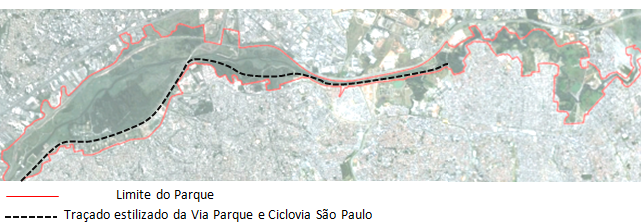 Limite do Parque
Traçado estilizado da Via Parque e Ciclovia São Paulo